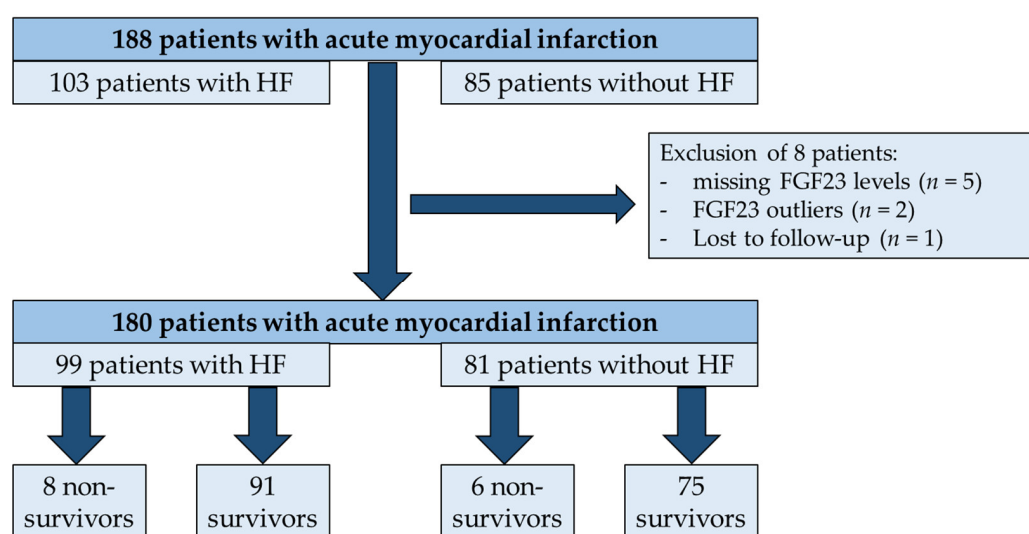 188 patients with acute myocardial infarction
103 patients with HF
85 patients without HF
Exclusion of 8 patients:
- missing FGF23 levels (n = 5)
- FGF23 outliers (n = 2)
- Lost to follow-up (n = 1)
180 patients with acute myocardial infarction
99 patients with HF
81 patients without HF
8 non-
survivors
91
survivors
6 non-
survivors
75
survivors